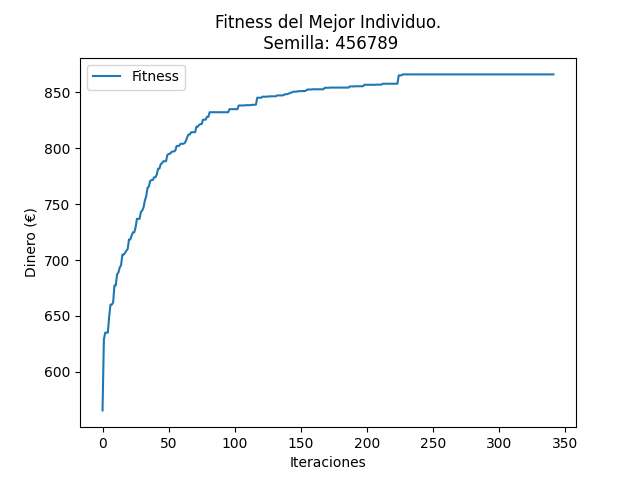 Fitness del Mejor Individuo.
Semilla: 456789
Fitness
850
800
750
700
650
600
Dinero (€)
0 50 100 150 200 250 300 350
Iteraciones